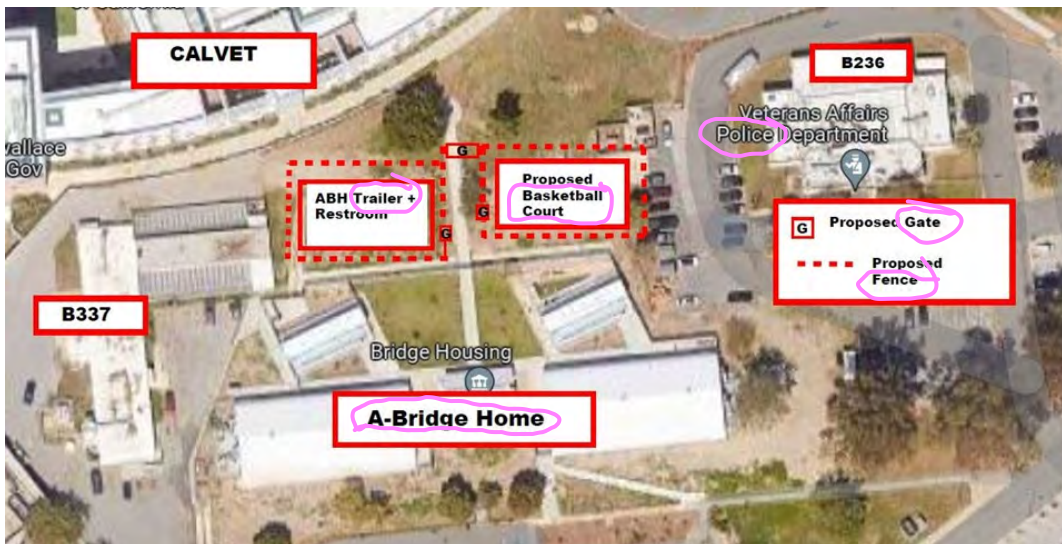 CALVET
B236
Veterans Affairs
Police Department
wallace
Gov
G
ABH Trailer +
Restroom
Proposed
Basketball
Court
G
G
G Proposed Gate
Proposed
Fence
B337
Bridge Housing
A-Bridge Home